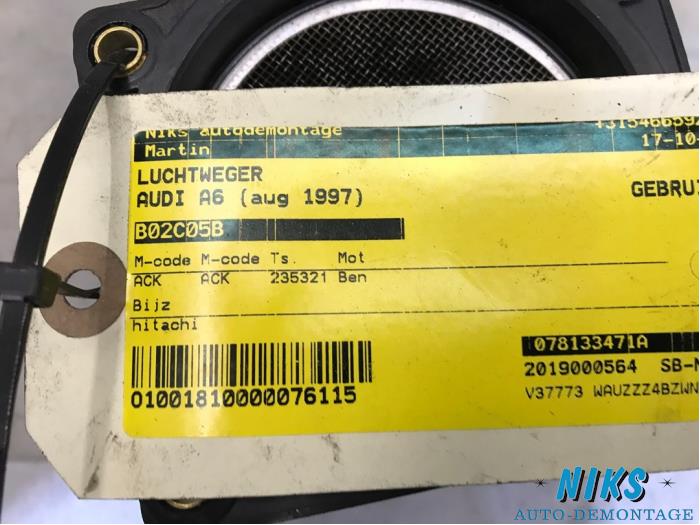 Niks autodemontage
Martin 17-10-
LUCHTWEGER
AUDI A6 (aug 1997) GEBRUI
B02C05B
M-code M-code Ts. Mot
ACK ACK 235321 Ben
Bijz
hitachi
078133471A
2019000564 SB-N
01001810000076115
V37773 WAUZZZ4BZWN
NIKS
AUTO-DEMONTAGE